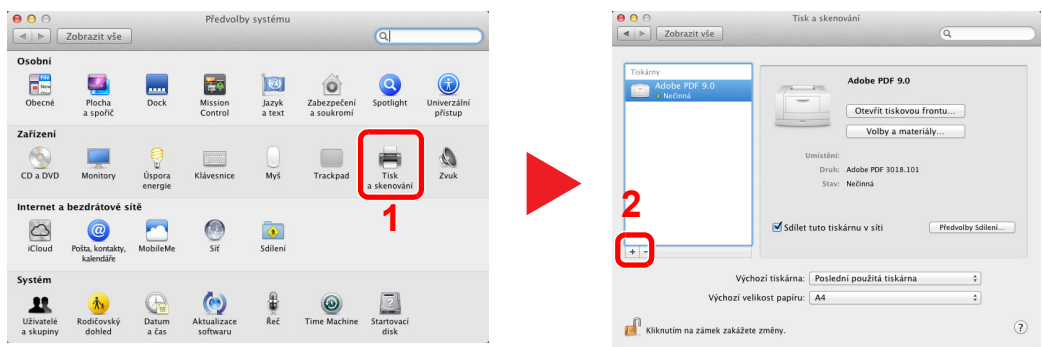 Předvolby systému
Zobrazit vše
Osobní
Obecné
Plocha
a spořič
Dock
Mission
Control
Jazyk
a text
Zabezpečení
a soukromí
Spotlight
Univerzální
přístup
Zařízení
CD a DVD
Monitory
Úspora
energie
Klávesnice
Myš
Trackpad
Tisk
a skenování
Zvuk
1
Internet a bezdrátové sítě
iCloud
Pošta, kontakty,
kalendáře
MobileMe
Síť
Sdílení
Systém
Uživatelé
a skupiny
Rodičovský
dohled
18
Datum
a čas
Aktualizace
softwaru
Řeč
Time Machine
Startovací
disk
Tisk a skenování
Zobrazit vše
Tiskárny
Adobe PDF 9.0
Nečinná
Adobe PDF 9.0
Otevřít tiskovou frontu...
Volby a materiály...
Umístění:
Druh: Adobe PDF 3018.101
Stav: Nečinná
2
+ −
Sdílet tuto tiskárnu v síti
Předvolby Sdílení...
Výchozí tiskárna: Poslední použitá tiskárna
Výchozí velikost papíru: A4
Kliknutím na zámek zakážete změny.
?